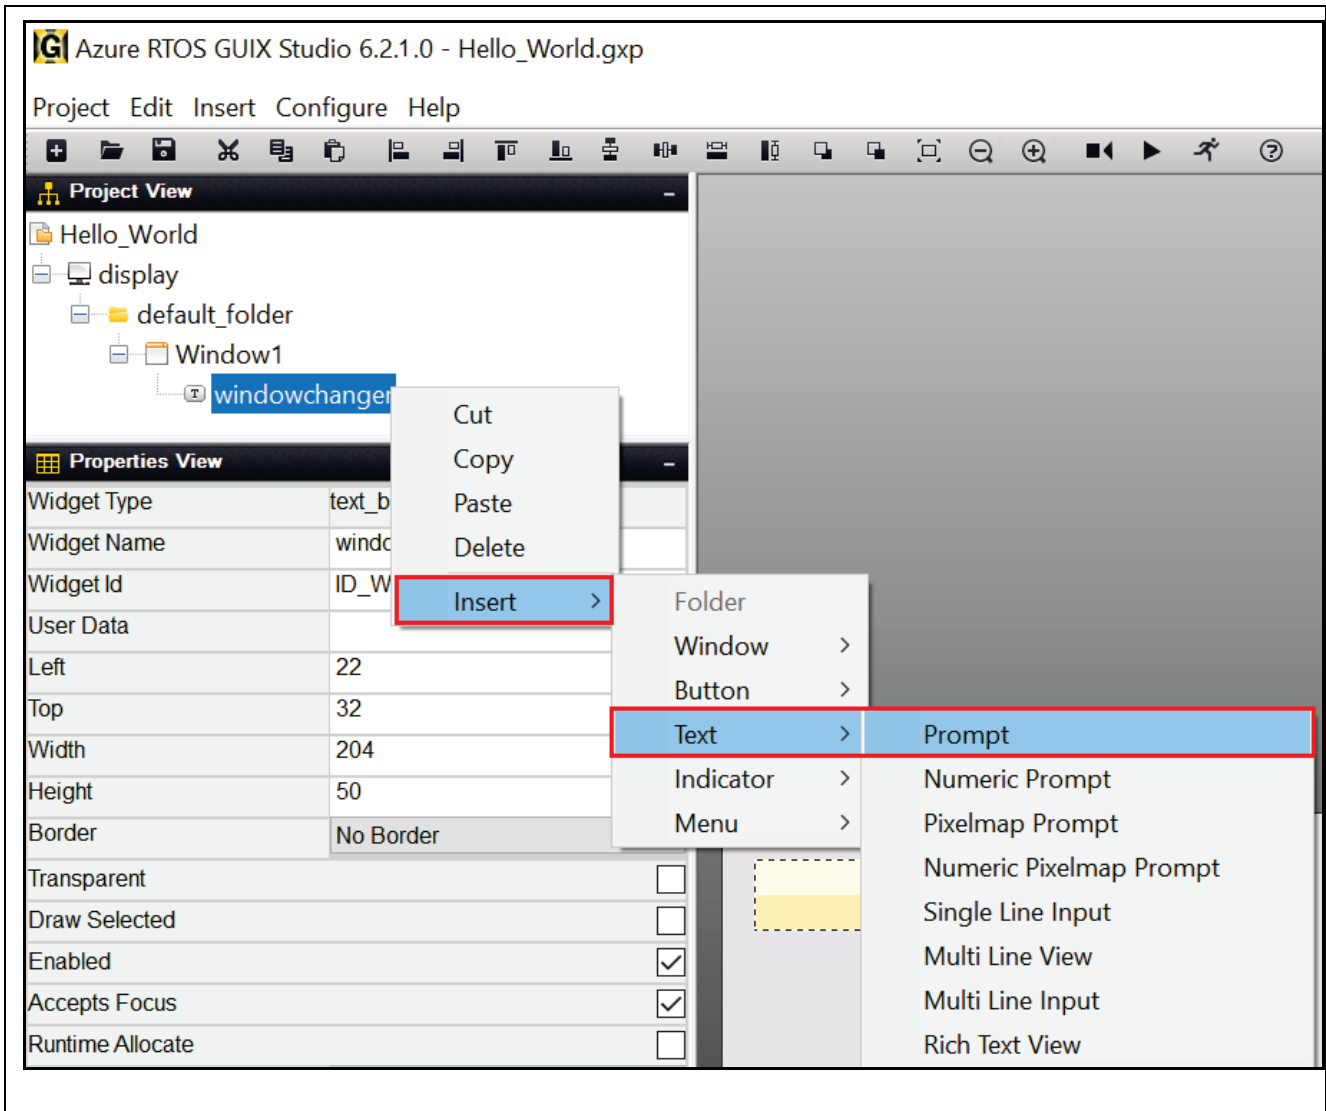 Azure RTOS GUIX Studio 6.2.1.0 - Hello_World.gxp
Project Edit Insert Configure Help
Project View
Hello_World
display
default_folder
Window1
windowchanger
Cut
Copy
Paste
Delete
Insert
Folder
Window
Button
Text
Indicator
Menu
Prompt
Numeric Prompt
Pixelmap Prompt
Numeric Pixelmap Prompt
Single Line Input
Multi Line View
Multi Line Input
Rich Text View
Properties View
Widget Type text_b
Widget Name windo
Widget Id ID_W
User Data
Left 22
Top 32
Width 204
Height 50
Border No Border
Transparent
Draw Selected
Enabled
Accepts Focus
Runtime Allocate